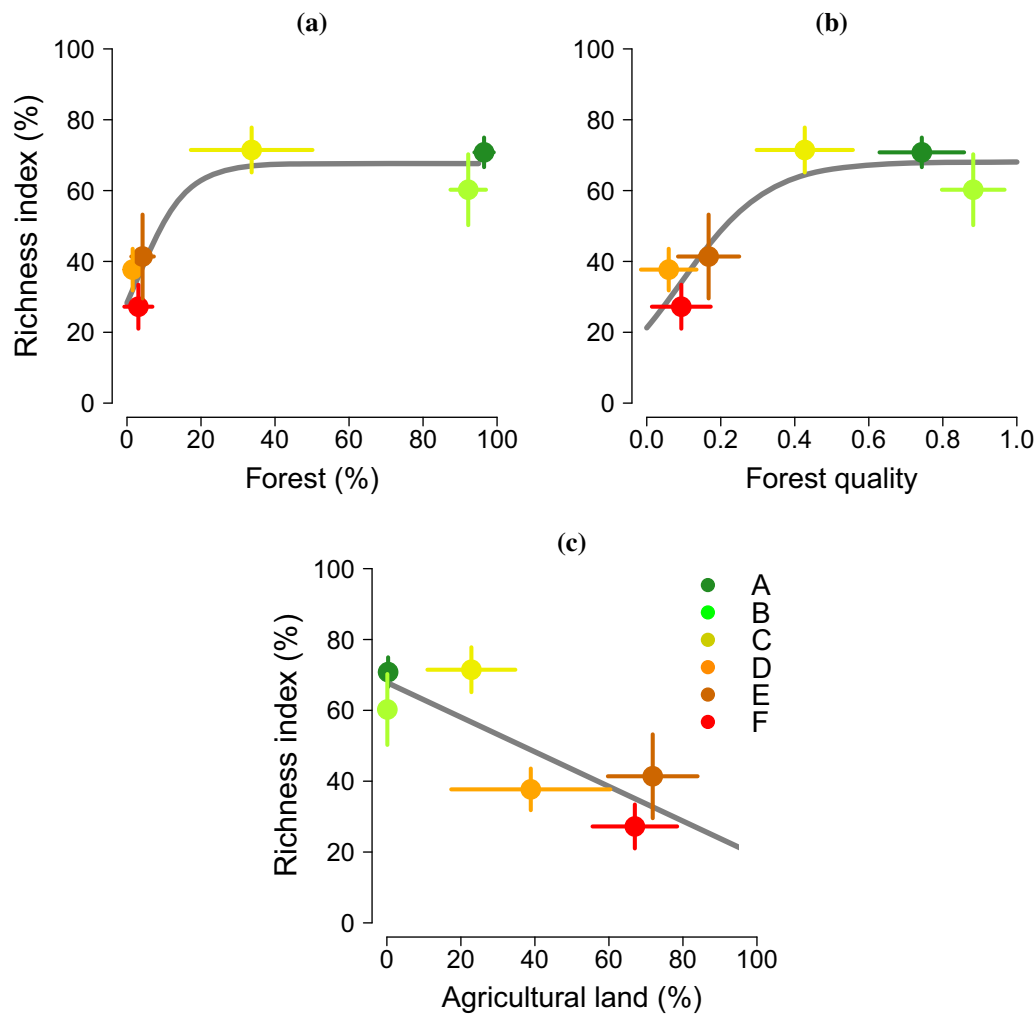 (a)
100
80
60
40
20
0
Richness index (%)
0 20 40 60 80 100
Forest (%)
(b)
100
80
60
40
20
0
0.0 0.2 0.4 0.6 0.8 1.0
Forest quality
(c)
100
80
60
40
20
0
Richness index (%)
0 20 40 60 80 100
Agricultural land (%)
A
B
C
D
E
F